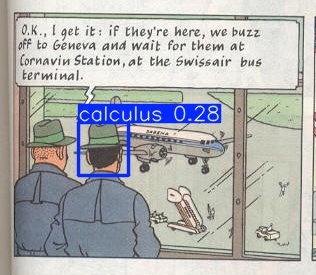 O.K., I get it: if they're here, we buzz
off to Geneva and wait for them at
Cornavin Station, at the Swissair bus
terminal.
calculus 0.28
SABENA